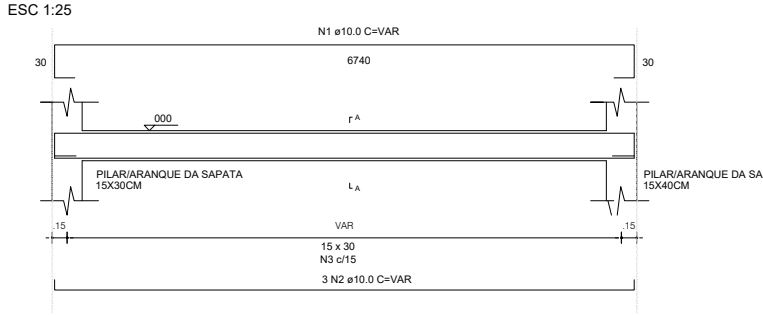 ESC 1:25
N1 ø10.0 C=VAR
30
6740
30
000
A
PILAR/ARANQUE DA SAPATA
15X30CM
A
PILAR/ARANQUE DA SA
15X40CM
.15
VAR
.15
15 x 30
N3 c/15
3 N2 ø10.0 C=VAR